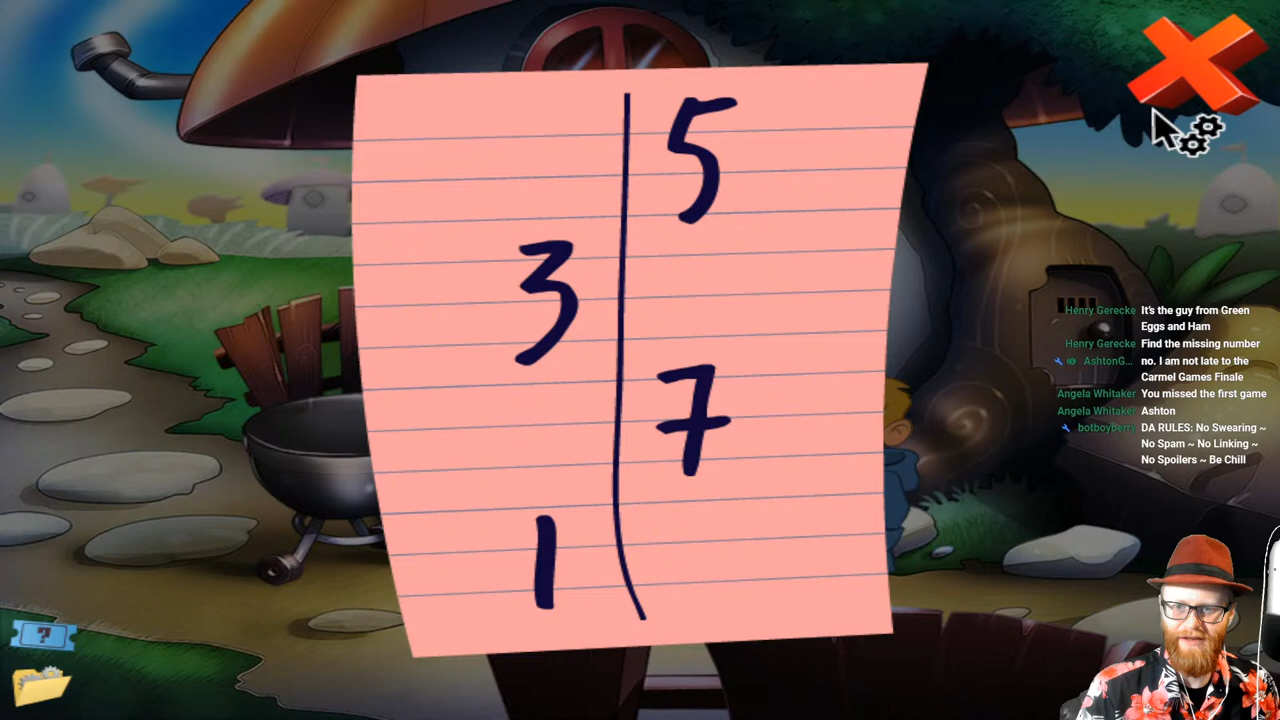 5
3
7
1
?
Henry Gerecke It's the guy from Green
Eggs and Ham
Henry Gerecke Find the missing number
AshtonG... no. I am not late to the
Carmel Games Finale
Angela Whitaker You missed the first game
Angela Whitaker Ashton
botboyberry DA RULES: No Swearing ~
No Spam ~ No Linking ~
No Spoilers ~ Be Chill